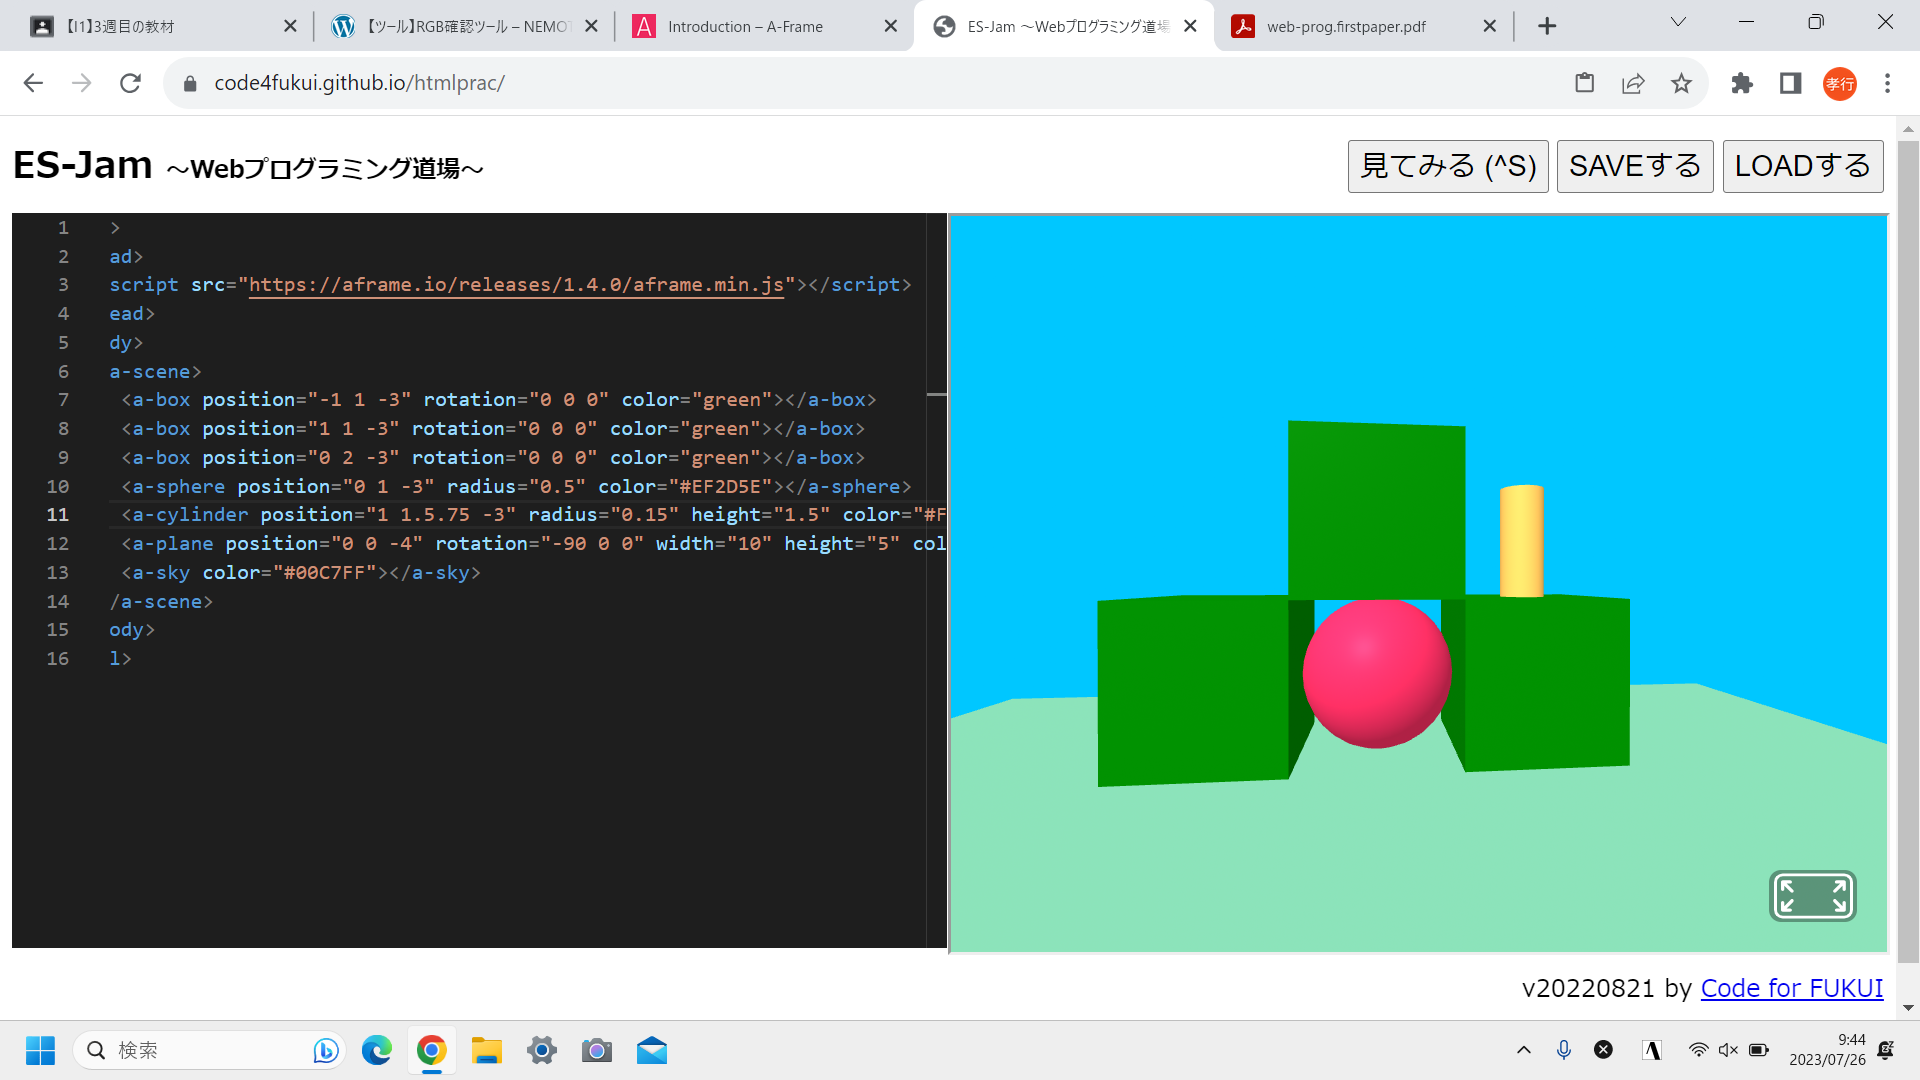 【I1】3週目の教材
【ツール】RGB確認ツール – NEMOT
Introduction – A-Frame
ES-Jam ～Webプログラミング道場
web-prog.firstpaper.pdf
code4fukui.github.io/htmlprac/
孝行
ES-Jam ～Webプログラミング道場～
見てみる (^S)
SAVEする
LOADする
1 >
2 ad>
3 script src="https://aframe.io/releases/1.4.0/aframe.min.js"></script>
4 ead>
5 dy>
6 a-scene>
7 <a-box position="-1 1 -3" rotation="0 0 0" color="green"></a-box>
8 <a-box position="1 1 -3" rotation="0 0 0" color="green"></a-box>
9 <a-box position="0 2 -3" rotation="0 0 0" color="green"></a-box>
10 <a-sphere position="0 1 -3" radius="0.5" color="#EF2D5E"></a-sphere>
11 <a-cylinder position="1 1.5.75 -3" radius="0.15" height="1.5" color="#F
12 <a-plane position="0 0 -4" rotation="-90 0 0" width="10" height="5" col
13 <a-sky color="#00C7FF"></a-sky>
14 /a-scene>
15 ody>
16 l>
v20220821 by Code for FUKUI
検索
9:44
2023/07/26